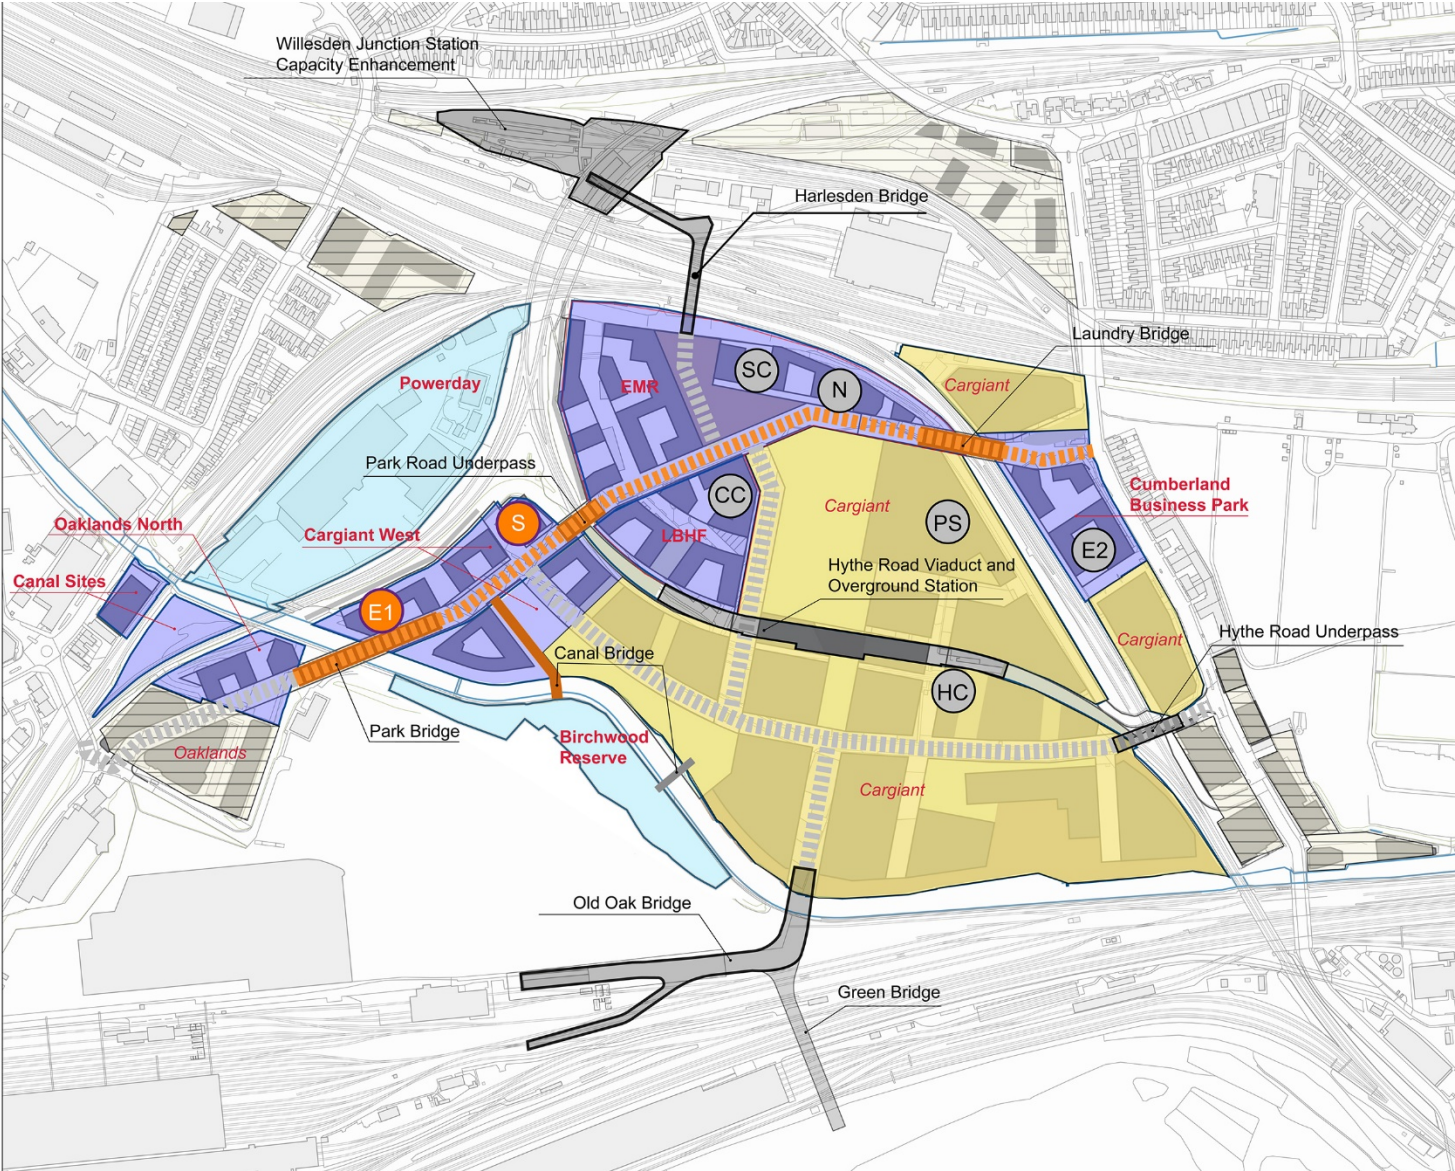 Willesden Junction Station
Capacity Enhancement
Harlesden Bridge
Laundry Bridge
Powerday
EMR
SC
N
Cargiant
Park Road Underpass
CC
Cargiant
Cumberland
Business Park
Oaklands North
Cargiant West
S
LBHF
PS
E2
Canal Sites
Hythe Road Viaduct and
Overground Station
E1
Cargiant
Hythe Road Underpass
Canal Bridge
HC
Park Bridge
Oaklands
Birchwood
Reserve
Cargiant
Old Oak Bridge
Green Bridge